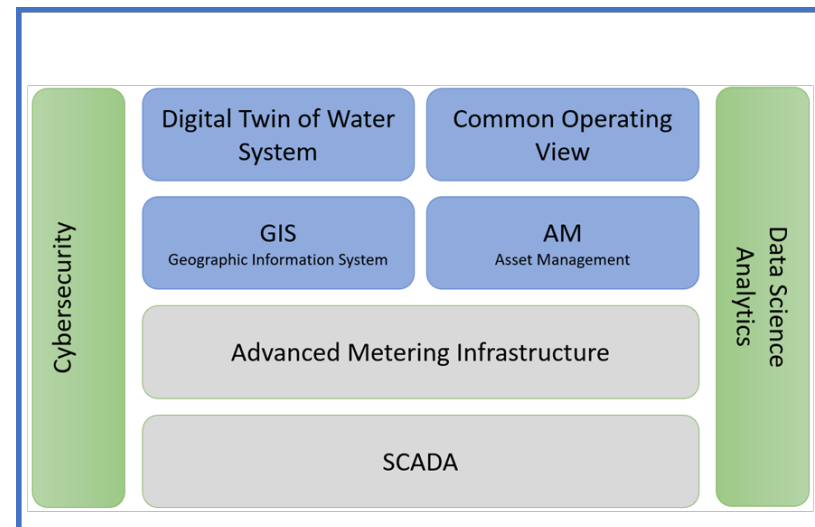 Cybersecurity
Digital Twin of Water
System
Common Operating
View
GIS
Geographic Information System
AM
Asset Management
Advanced Metering Infrastructure
SCADA
Data Science
Analytics